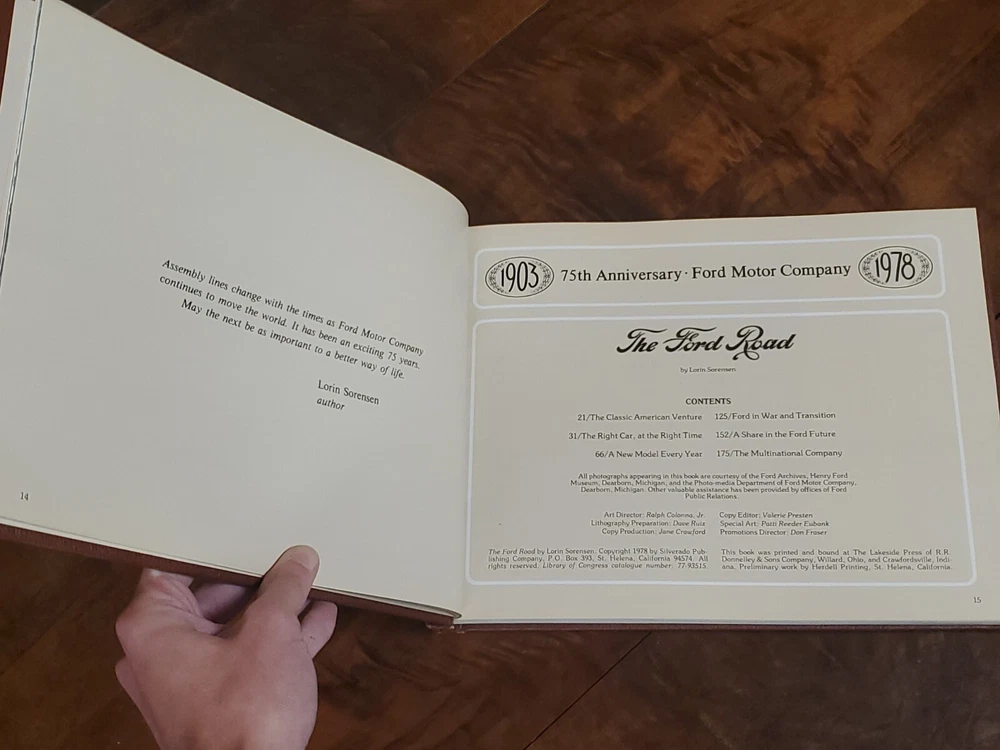 Assembly lines change with the times as Ford Motor Company
continues to move the world. It has been an exciting 75 years.
May the next be as important to a better way of life.
Lorin Sorensen
author
14
1903 75th Anniversary · Ford Motor Company 1978
The Ford Road
by Lorin Sorensen
CONTENTS
21/The Classic American Venture
31/The Right Car, at the Right Time
66/A New Model Every Year
125/Ford in War and Transition
152/A Share in the Ford Future
175/The Multinational Company
All photographs appearing in this book are courtesy of the Ford Archives, Henry Ford
Museum, Dearborn, Michigan, and the Photo-media Department of Ford Motor Company,
Dearborn, Michigan. Other valuable assistance has been provided by offices of Ford
Public Relations.
Art Director: Ralph Colonna, Jr.
Lithography Preparation: Dave Ruiz
Copy Production: Jane Crawford
Copy Editor: Valerie Presten
Special Art: Patti Reeder Eubank
Promotions Director: Don Fraser
The Ford Road by Lorin Sorensen. Copyright 1978 by Silverado Pub-
lishing Company, P.O. Box 393, St. Helena, California 94574. All
rights reserved. Library of Congress catalogue number: 77-93515.
This book was printed and bound at The Lakeside Press of R.R.
Donnelley & Sons Company, Willard, Ohio, and Crawfordsville, Indi-
ana. Preliminary work by Herdell Printing, St. Helena, California.
15